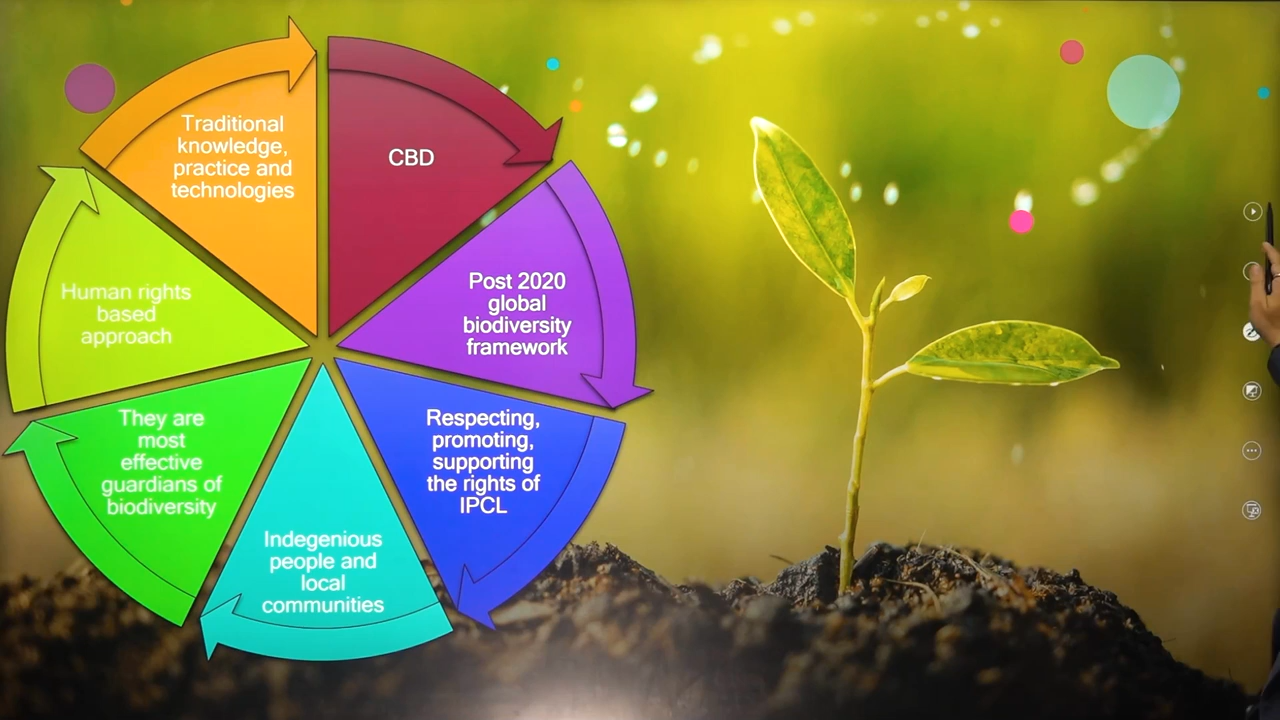 CBD
Post 2020
global
biodiversity
framework
Respecting,
promoting,
supporting
the rights of
IPCL
Indegenious
people and
local
communities
They are
most
effective
guardians of
biodiversity
Human rights
based
approach
Traditional
knowledge,
practice and
technologies